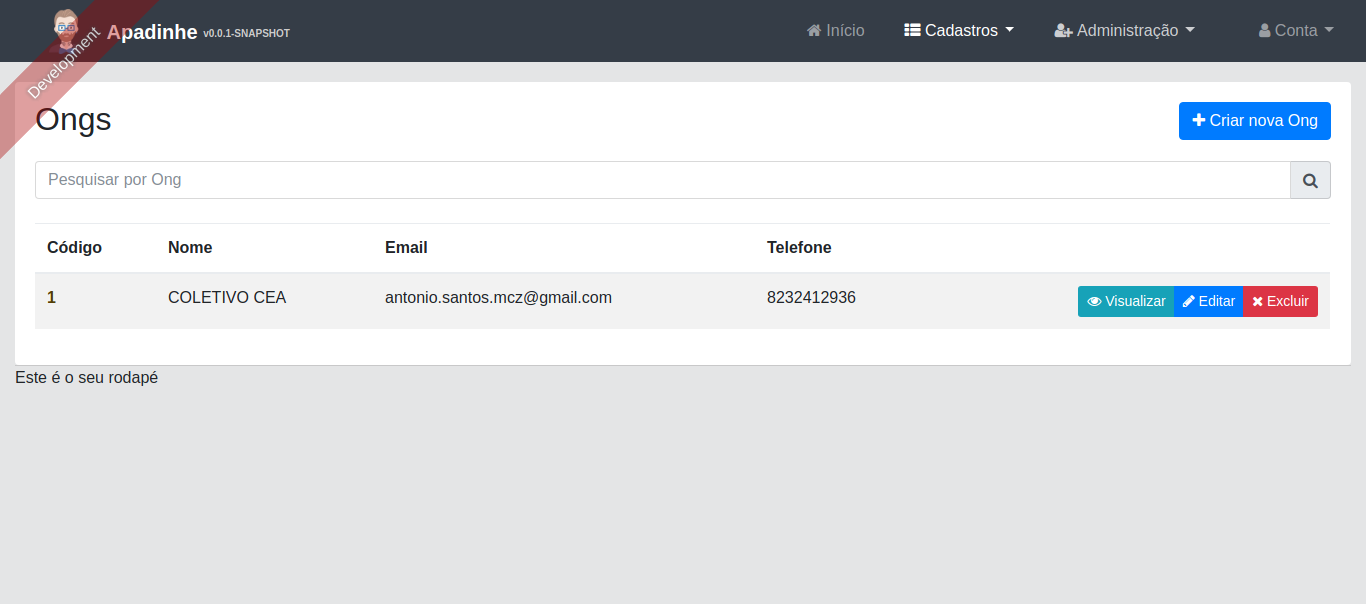 Development
Apadinhe v0.0.1-SNAPSHOT Início Cadastros Administração Conta
Ongs
Criar nova Ong
Pesquisar por Ong
Código Nome Email Telefone
1 COLETIVO CEA antonio.santos.mcz@gmail.com 8232412936 Visualizar Editar Excluir
Este é o seu rodapé